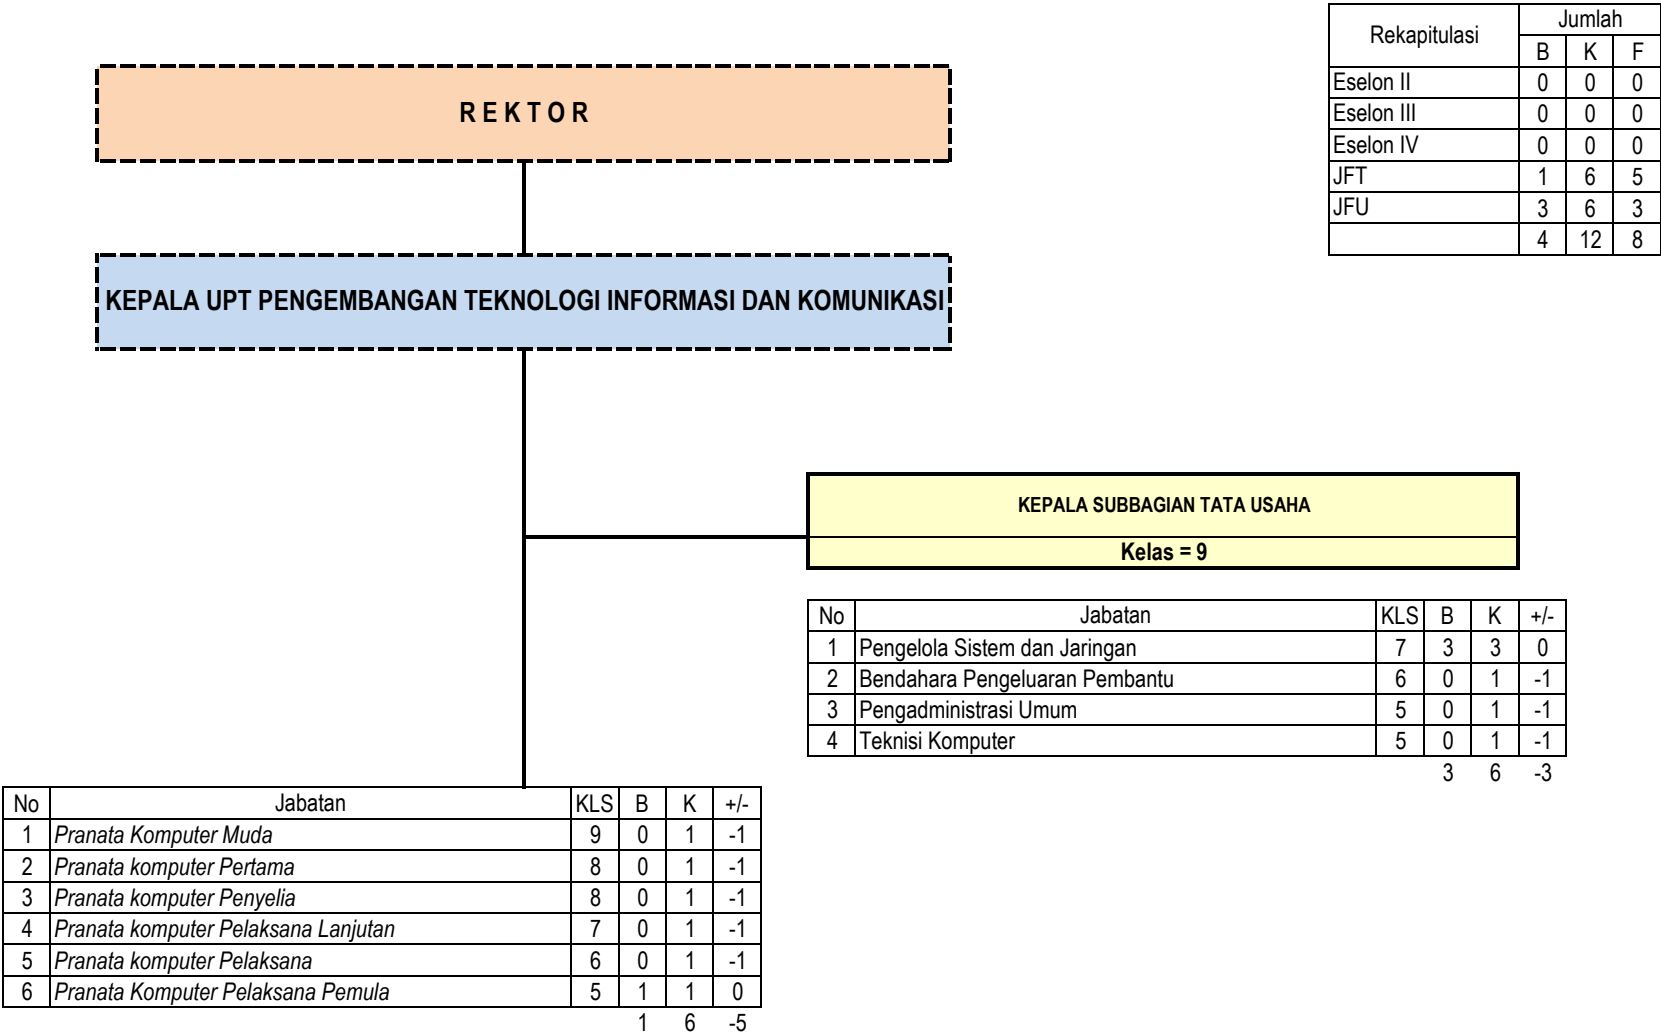 Rekapitulasi Jumlah
B K F
Eselon II 0 0 0
Eselon III 0 0 0
Eselon IV 0 0 0
JFT 1 6 5
JFU 3 6 3
4 12 8
R E K T O R
KEPALA UPT PENGEMBANGAN TEKNOLOGI INFORMASI DAN KOMUNIKASI
KEPALA SUBBAGIAN TATA USAHA
Kelas = 9
No Jabatan KLS B K +/-
1 Pengelola Sistem dan Jaringan 7 3 3 0
2 Bendahara Pengeluaran Pembantu 6 0 1 -1
3 Pengadministrasi Umum 5 0 1 -1
4 Teknisi Komputer 5 0 1 -1
3 6 -3
No Jabatan KLS B K +/-
1 Pranata Komputer Muda 9 0 1 -1
2 Pranata komputer Pertama 8 0 1 -1
3 Pranata komputer Penyelia 8 0 1 -1
4 Pranata komputer Pelaksana Lanjutan 7 0 1 -1
5 Pranata komputer Pelaksana 6 0 1 -1
6 Pranata Komputer Pelaksana Pemula 5 1 1 0
1 6 -5